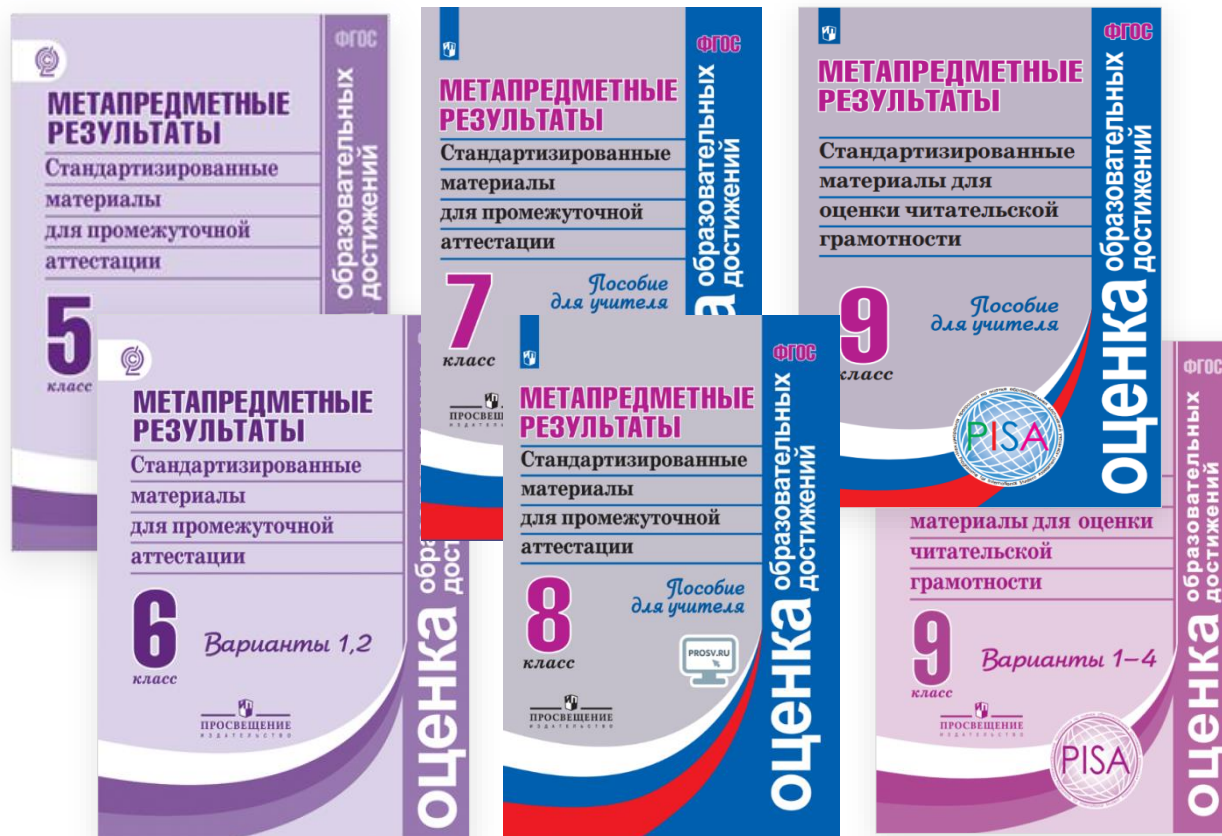 ФГОС
МЕТАПРЕДМЕТНЫЕ
РЕЗУЛЬТАТЫ
Стандартизированные
материалы
для промежуточной
аттестации
5
класс
образовательных
достижений
ФГОС
МЕТАПРЕДМЕТНЫЕ
РЕЗУЛЬТАТЫ
Стандартизированные
материалы
для промежуточной
аттестации
Пособие
для учителя
7
класс
образовательных
достижений
ФГОС
МЕТАПРЕДМЕТНЫЕ
РЕЗУЛЬТАТЫ
Стандартизированные
материалы для
оценки читательской
грамотности
Пособие
для учителя
9
класс
PISA
оценка
образовательных
достижений
МЕТАПРЕДМЕТНЫЕ
РЕЗУЛЬТАТЫ
Стандартизированные
материалы
для промежуточной
аттестации
6
класс
Варианты 1,2
ПРОСВЕЩЕНИЕ
ИЗДАТЕЛЬСТВО
оценка
ФГОС
МЕТАПРЕДМЕТНЫЕ
РЕЗУЛЬТАТЫ
Стандартизированные
материалы
для промежуточной
аттестации
Пособие
для учителя
8
класс
PROSV.RU
ПРОСВЕЩЕНИЕ
ИЗДАТЕЛЬСТВО
оценка
образовательных
достижений
ФГОС
материалы для оценки
читательской
грамотности
9
класс
Варианты 1–4
ПРОСВЕЩЕНИЕ
ИЗДАТЕЛЬСТВО
PISA
оценка
образовательных
достижений